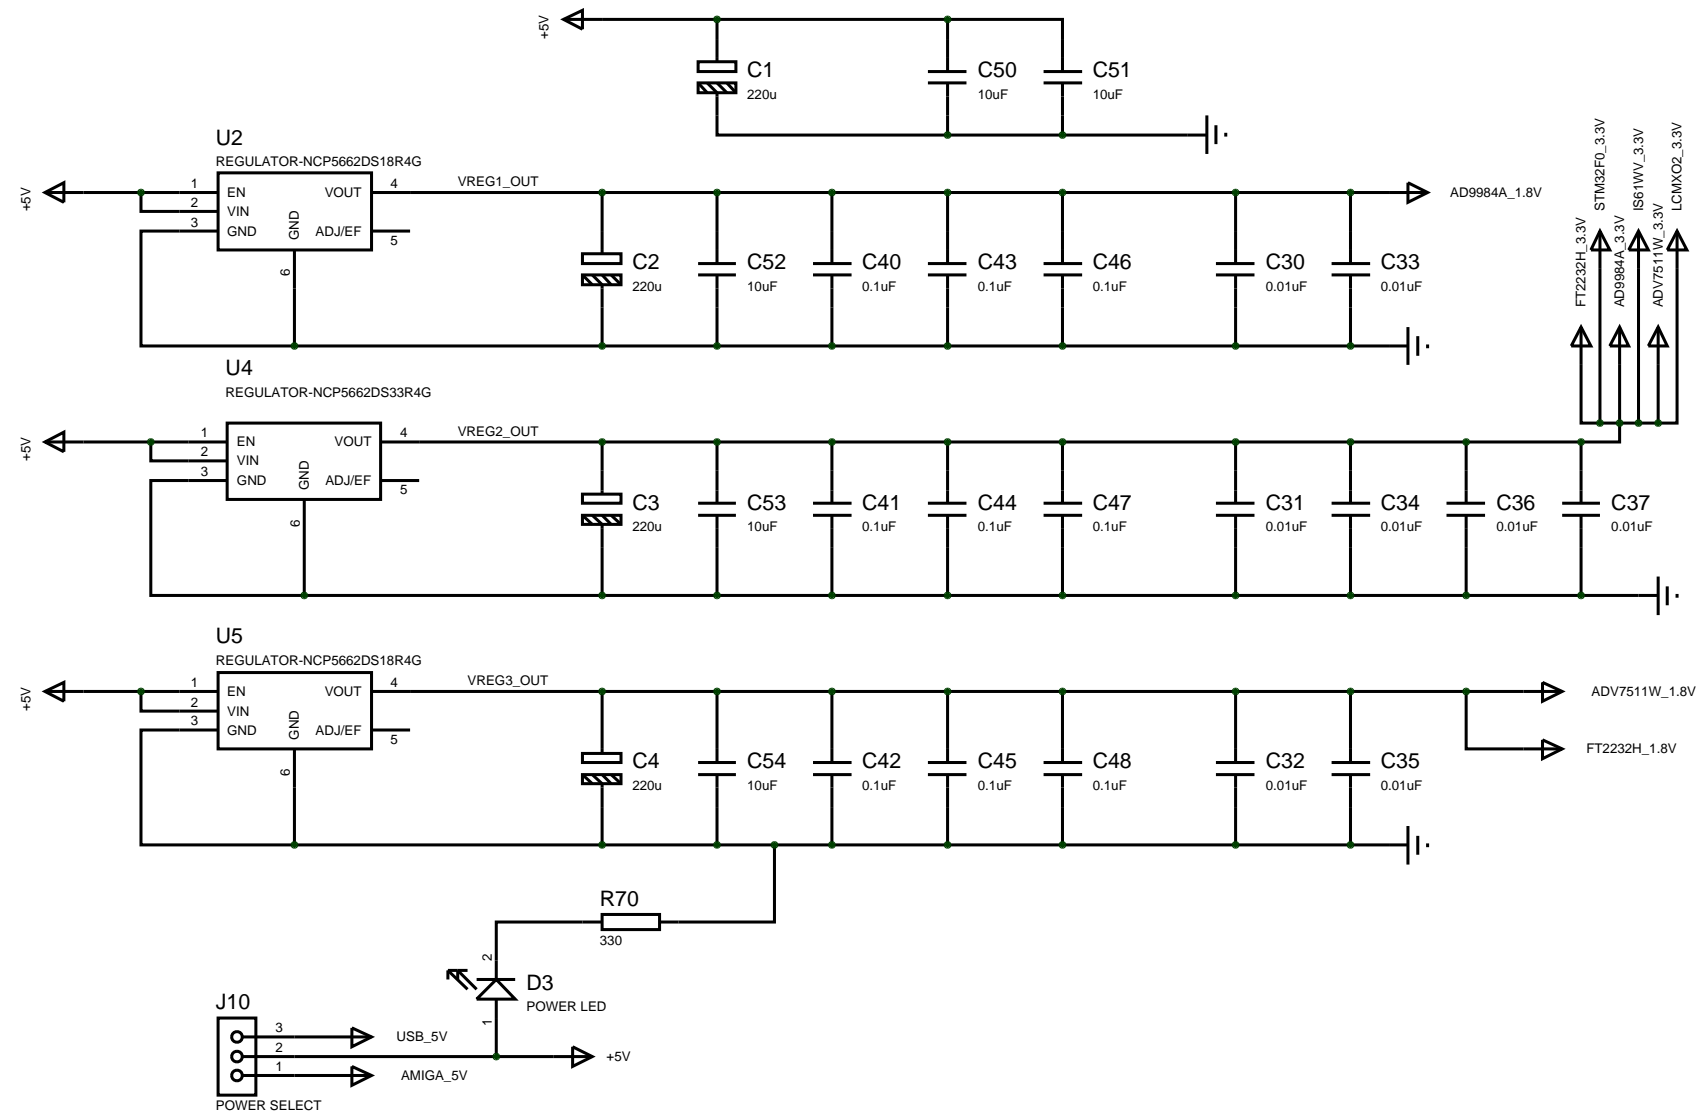 +5V
C1
220u
C50
10uF
C51
10uF
U2
REGULATOR-NCP5662DS18R4G
+5V
1
2
3
EN
VIN
GND
GND
VOUT
ADJ/EF
4
5
6
VREG1_OUT
AD9984A_1.8V
C2
220u
C52
10uF
C40
0.1uF
C43
0.1uF
C46
0.1uF
C30
0.01uF
C33
0.01uF
FT2232H_3.3V
STM32F0_3.3V
AD9984A_3.3V
IS61WV_3.3V
ADV7511W_3.3V
LCMXO2_3.3V
U4
REGULATOR-NCP5662DS33R4G
+5V
1
2
3
EN
VIN
GND
GND
VOUT
ADJ/EF
4
5
6
VREG2_OUT
C3
220u
C53
10uF
C41
0.1uF
C44
0.1uF
C47
0.1uF
C31
0.01uF
C34
0.01uF
C36
0.01uF
C37
0.01uF
U5
REGULATOR-NCP5662DS18R4G
+5V
1
2
3
EN
VIN
GND
GND
VOUT
ADJ/EF
4
5
6
VREG3_OUT
ADV7511W_1.8V
FT2232H_1.8V
C4
220u
C54
10uF
C42
0.1uF
C45
0.1uF
C48
0.1uF
C32
0.01uF
C35
0.01uF
R70
330
2
D3
POWER LED
1
J10
3
USB_5V
2
+5V
1
AMIGA_5V
POWER SELECT